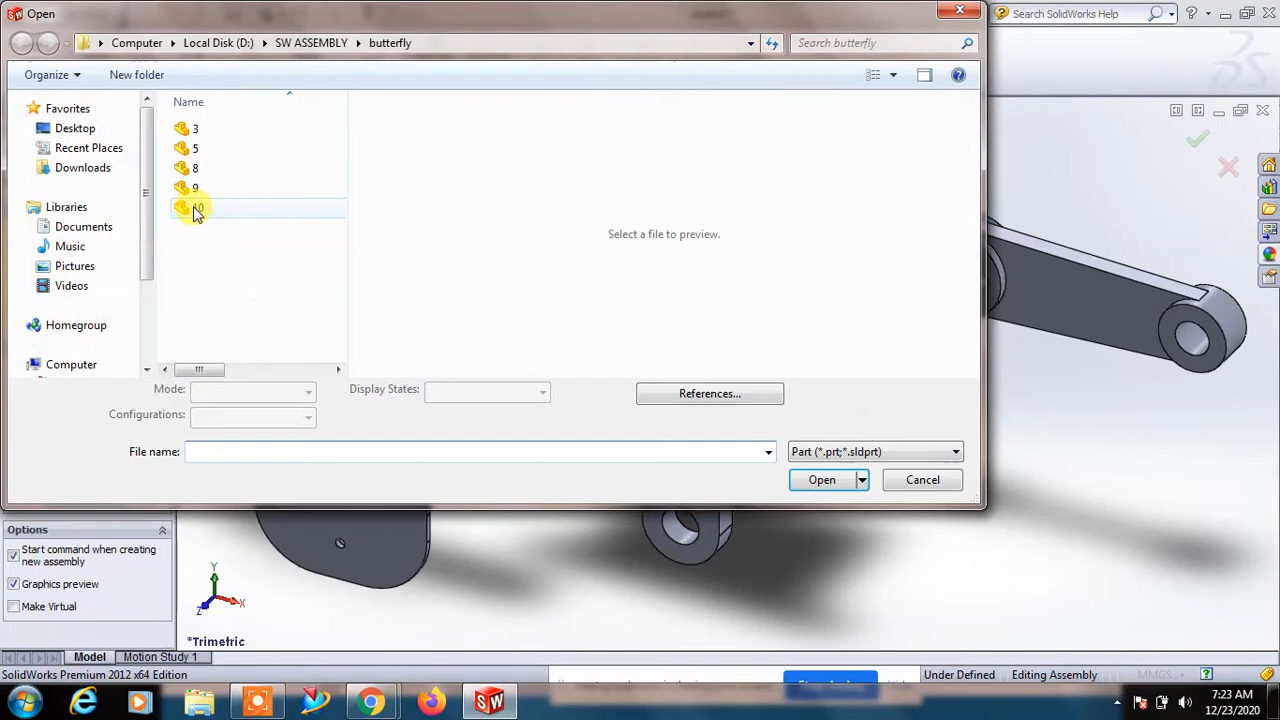 Open
Search SolidWorks Help
Computer
Local Disk (D:)
SW ASSEMBLY
butterfly
Search butterfly
Organize
New folder
Favorites
Desktop
Recent Places
Downloads
Libraries
Documents
Music
Pictures
Videos
Homegroup
Computer
Name
3
5
8
9
10
Select a file to preview.
Mode:
Display States:
References...
Configurations:
File name:
Part (*.prt;*.sldprt)
Open
Cancel
Options
Start command when creating
new assembly
Graphics preview
Make Virtual
Y
X
Z
*Trimetric
Model
Motion Study 1
SolidWorks Premium 2012 x64 Edition
Under Defined
Editing Assembly
MMGS
7:23 AM
12/23/2020